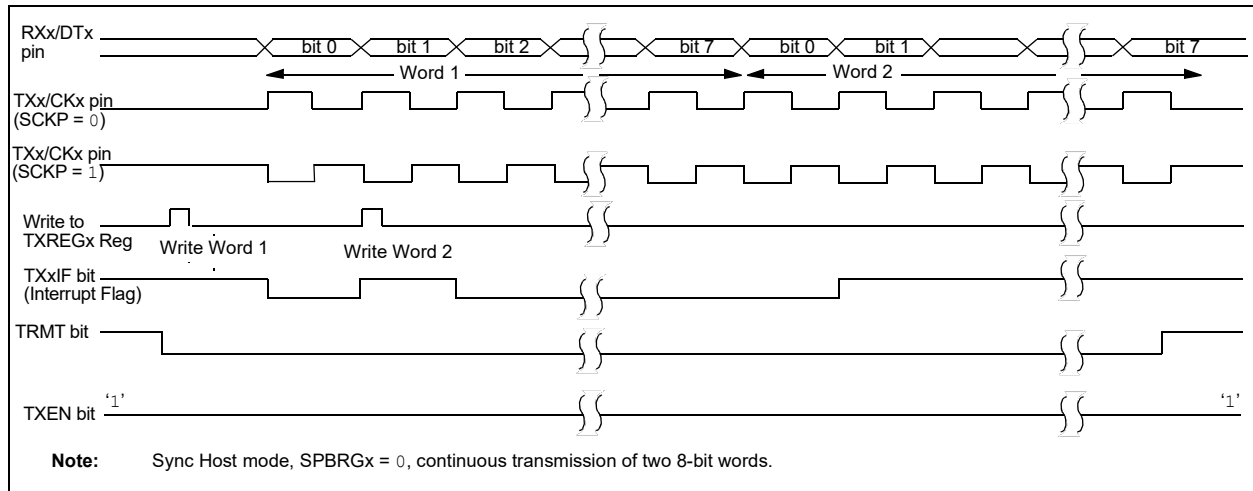 RXx/DTx
pin
bit 0 bit 1 bit 2 bit 7 bit 0 bit 1 bit 7
Word 1 Word 2
TXx/CKx pin
(SCKP = 0)
TXx/CKx pin
(SCKP = 1)
Write to
TXREGx Reg
Write Word 1 Write Word 2
TXxIF bit
(Interrupt Flag)
TRMT bit
TXEN bit
‘1’ ‘1’
Note: Sync Host mode, SPBRGx = 0, continuous transmission of two 8-bit words.